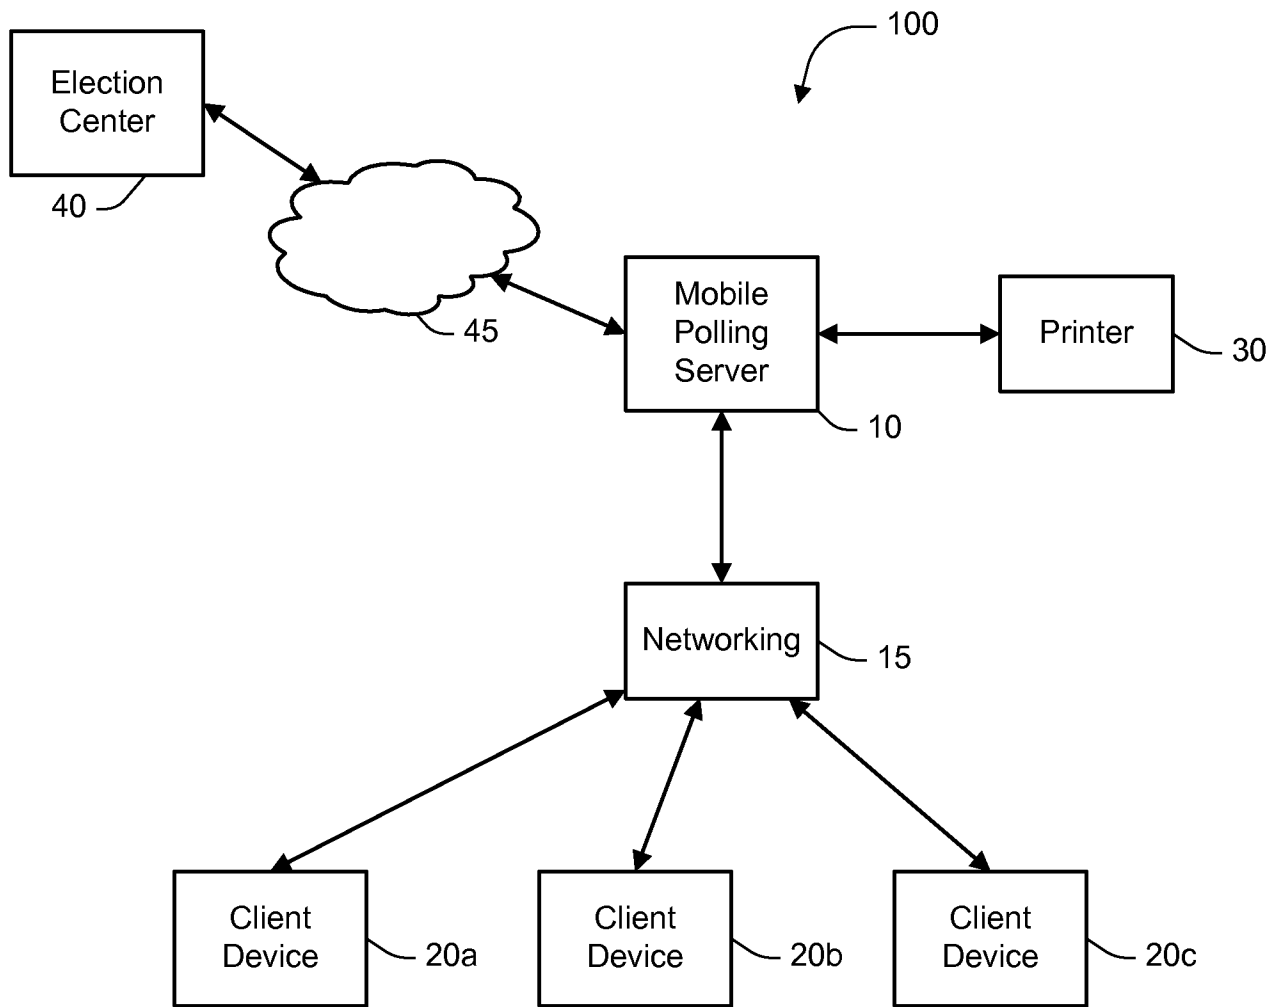 100
Election
Center
40
45
Mobile
Polling
Server
10
Printer
30
Networking
15
Client
Device
20a
Client
Device
20b
Client
Device
20c